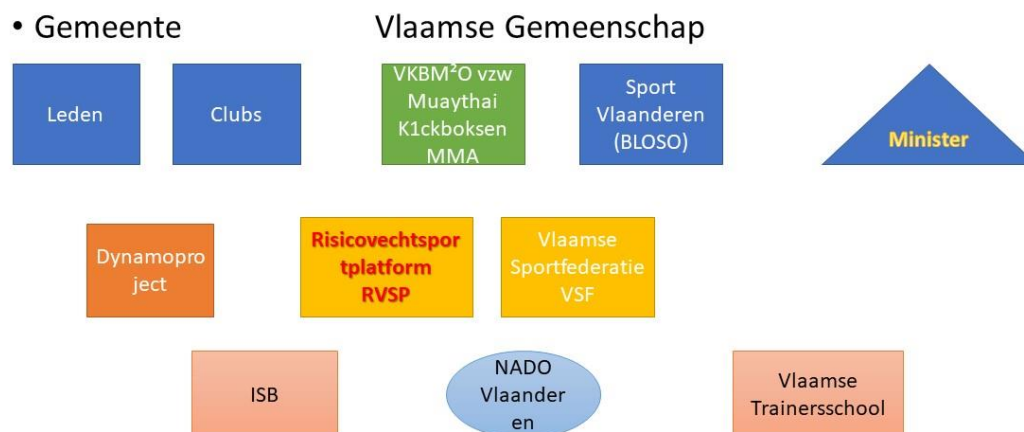 • Gemeente
Vlaamse Gemeenschap
Leden
Clubs
VKBM²O vzw
Muaythai
K1ckboksen
MMA
Sport
Vlaanderen
(BLOSO)
Minister
Dynamopro
ject
Risicovechtspor
tplatform
RVSP
Vlaamse
Sportfederatie
VSF
ISB
NADO
Vlaander
en
Vlaamse
Trainersschool